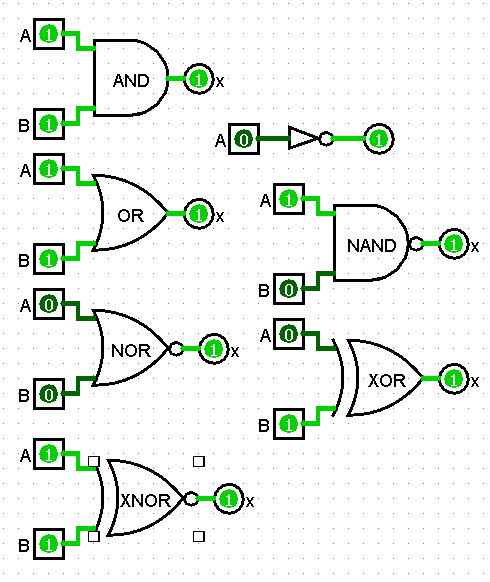 A 1
AND 1 x
B 1
A 0 1
A 1
OR 1 x
B 1
A 1
NAND 1 x
B 0
A 0
NOR 1 x
B 0
A 0
XOR 1 x
B 1
A 1
XNOR 1 x
B 1